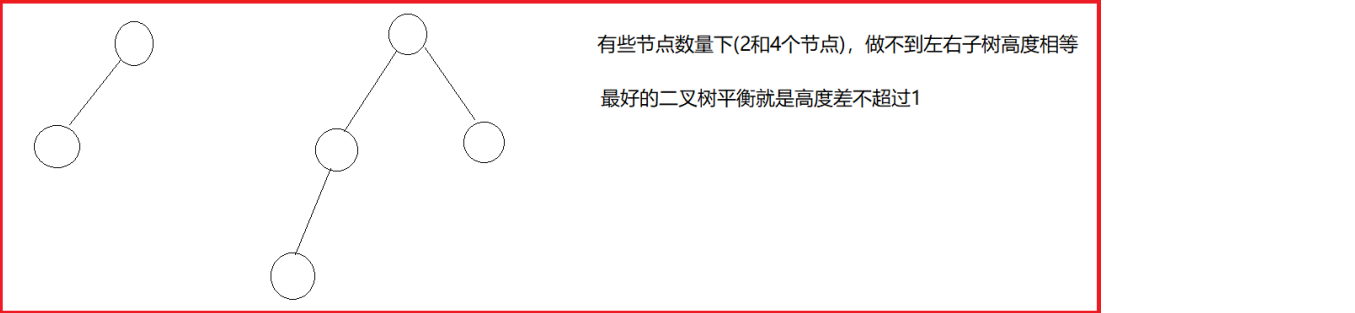 有些节点数量下(2和4个节点)，做不到左右子树高度相等
最好的二叉树平衡就是高度差不超过1